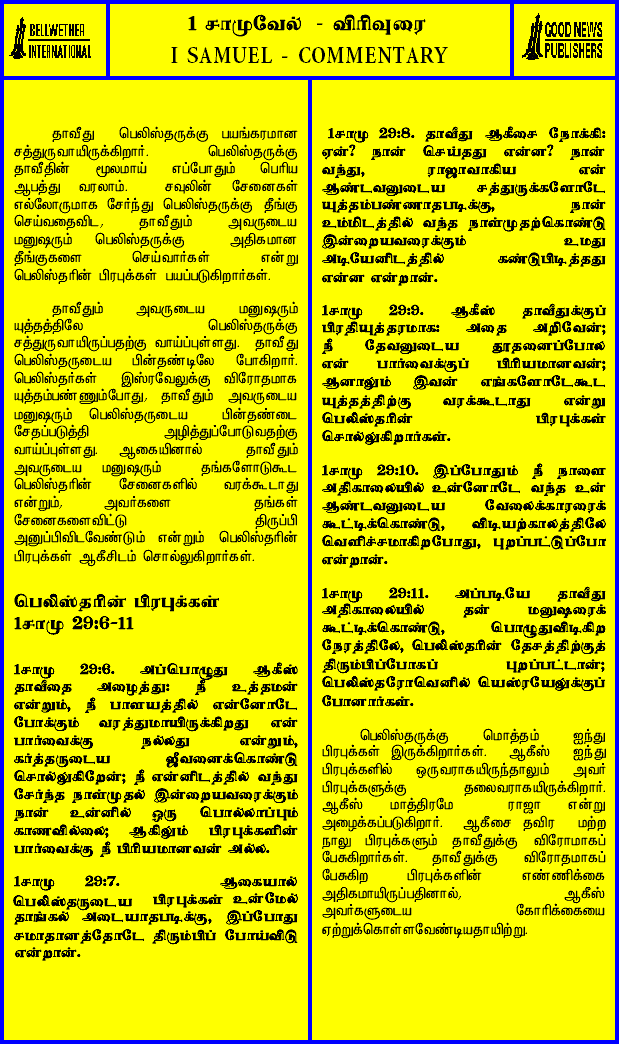 BELLWETHER
INTERNATIONAL
1 சாமுவேல் - விரிவுரை
I SAMUEL - COMMENTARY
GOOD NEWS
PUBLISHERS
தாவீது பெலிஸ்தருக்கு பயங்கரமான
சத்துருவாயிருக்கிறார். பெலிஸ்தருக்கு
தாவீதின் மூலமாய் எப்போதும் பெரிய
ஆபத்து வரலாம். சவுலின் சேனைகள்
எல்லோருமாக சேர்ந்து பெலிஸ்தருக்கு தீங்கு
செய்வதைவிட, தாவீதும் அவருடைய
மனுஷரும் பெலிஸ்தருக்கு அதிகமான
தீங்குகளை செய்வார்கள் என்று
பெலிஸ்தரின் பிரபுக்கள் பயப்படுகிறார்கள்.
தாவீதும் அவருடைய மனுஷரும்
யுத்தத்திலே பெலிஸ்தருக்கு
சத்துருவாயிருப்பதற்கு வாய்ப்புள்ளது. தாவீது
பெலிஸ்தருடைய பின்தண்டிலே போகிறார்.
பெலிஸ்தர்கள் இஸ்ரவேலுக்கு விரோதமாக
யுத்தம்பண்ணும்போது, தாவீதும் அவருடைய
மனுஷரும் பெலிஸ்தருடைய பின்தண்டை
சேதப்படுத்தி அழித்துப்போடுவதற்கு
வாய்ப்புள்ளது. ஆகையினால் தாவீதும்
அவருடைய மனுஷரும் தங்களோடுகூட
பெலிஸ்தரின் சேனைகளில் வரக்கூடாது
என்றும், அவர்களை தங்கள்
சேனைகளைவிட்டு திருப்பி
அனுப்பிவிடவேண்டும் என்றும் பெலிஸ்தரின்
பிரபுக்கள் ஆகீசிடம் சொல்லுகிறார்கள்.
பெலிஸ்தரின் பிரபுக்கள்
1சாமு 29:6-11
1சாமு 29:6. அப்பொழுது ஆகீஸ்
தாவீதை அழைத்து: நீ உத்தமன்
என்றும், நீ பாளயத்தில் என்னோடே
போக்கும் வரத்துமாயிருக்கிறது என்
பார்வைக்கு நல்லது என்றும்,
கர்த்தருடைய ஜீவனைக்கொண்டு
சொல்லுகிறேன்; நீ என்னிடத்தில் வந்து
சேர்ந்த நாள்முதல் இன்றையவரைக்கும்
நான் உன்னில் ஒரு பொல்லாப்பும்
காணவில்லை; ஆகிலும் பிரபுக்களின்
பார்வைக்கு நீ பிரியமானவன் அல்ல.
1சாமு 29:7. ஆகையால்
பெலிஸ்தருடைய பிரபுக்கள் உன்மேல்
தாங்கல் அடையாதபடிக்கு, இப்போது
சமாதானத்தோடே திரும்பிப் போய்விடு
என்றான்.
1சாமு 29:8. தாவீது ஆகீசை நோக்கி:
ஏன்? நான் செய்தது என்ன? நான்
வந்து, ராஜாவாகிய என்
ஆண்டவனுடைய சத்துருக்களோடே
யுத்தம்பண்ணாதபடிக்கு, நான்
உம்மிடத்தில் வந்த நாள்முதற்கொண்டு
இன்றையவரைக்கும் உமது
அடியேனிடத்தில் கண்டுபிடித்தது
என்ன என்றான்.
1சாமு 29:9. ஆகீஸ் தாவீதுக்குப்
பிரதியுத்தரமாக: அதை அறிவேன்;
நீ தேவனுடைய தூதனைப்போல
என் பார்வைக்குப் பிரியமானவன்;
ஆனாலும் இவன் எங்களோடேகூட
யுத்தத்திற்கு வரக்கூடாது என்று
பெலிஸ்தரின் பிரபுக்கள்
சொல்லுகிறார்கள்.
1சாமு 29:10. இப்போதும் நீ நாளை
அதிகாலையில் உன்னோடே வந்த உன்
ஆண்டவனுடைய வேலைக்காரரைக்
கூட்டிக்கொண்டு, விடியற்காலத்திலே
வெளிச்சமாகிறபோது, புறப்பட்டுப்போ
என்றான்.
1சாமு 29:11. அப்படியே தாவீது
அதிகாலையில் தன் மனுஷரைக்
கூட்டிக்கொண்டு, பொழுதுவிடிகிற
நேரத்திலே, பெலிஸ்தரின் தேசத்திற்குத்
திரும்பிப்போகப் புறப்பட்டான்;
பெலிஸ்தரோவெனில் யெஸ்ரயேலுக்குப்
போனார்கள்.
பெலிஸ்தருக்கு மொத்தம் ஐந்து
பிரபுக்கள் இருக்கிறார்கள். ஆகீஸ் ஐந்து
பிரபுக்களில் ஒருவராகயிருந்தாலும் அவர்
பிரபுக்களுக்கு தலைவராகயிருக்கிறார்.
ஆகீஸ் மாத்திரமே ராஜா என்று
அழைக்கப்படுகிறார். ஆகீசை தவிர மற்ற
நாலு பிரபுக்களும் தாவீதுக்கு விரோமாகப்
பேசுகிறார்கள். தாவீதுக்கு விரோதமாகப்
பேசுகிற பிரபுக்களின் எண்ணிக்கை
அதிகமாயிருப்பதினால், ஆகீஸ்
அவர்களுடைய கோரிக்கையை
ஏற்றுக்கொள்ளவேண்டியதாயிற்று.